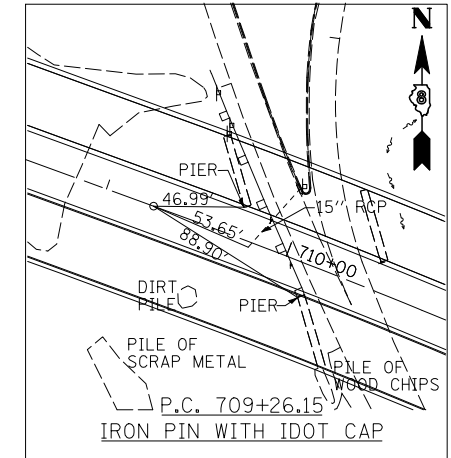 N
8
PIER
46.99'
15" RCP
53.65'
88.90'
710+00
DIRT
PILE
PIER
PILE OF
SCRAP METAL
PILE OF
WOOD CHIPS
P.C. 709+26.15
IRON PIN WITH IDOT CAP